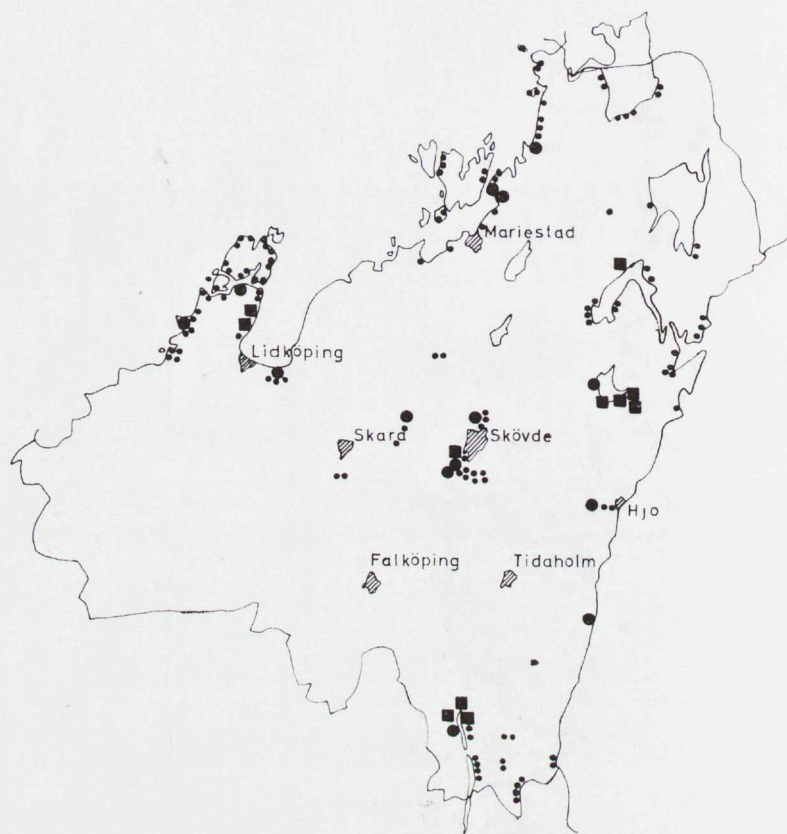 Mariestad
Lidköping
Skara
Skövde
Hjo
Falköping
Tidaholm